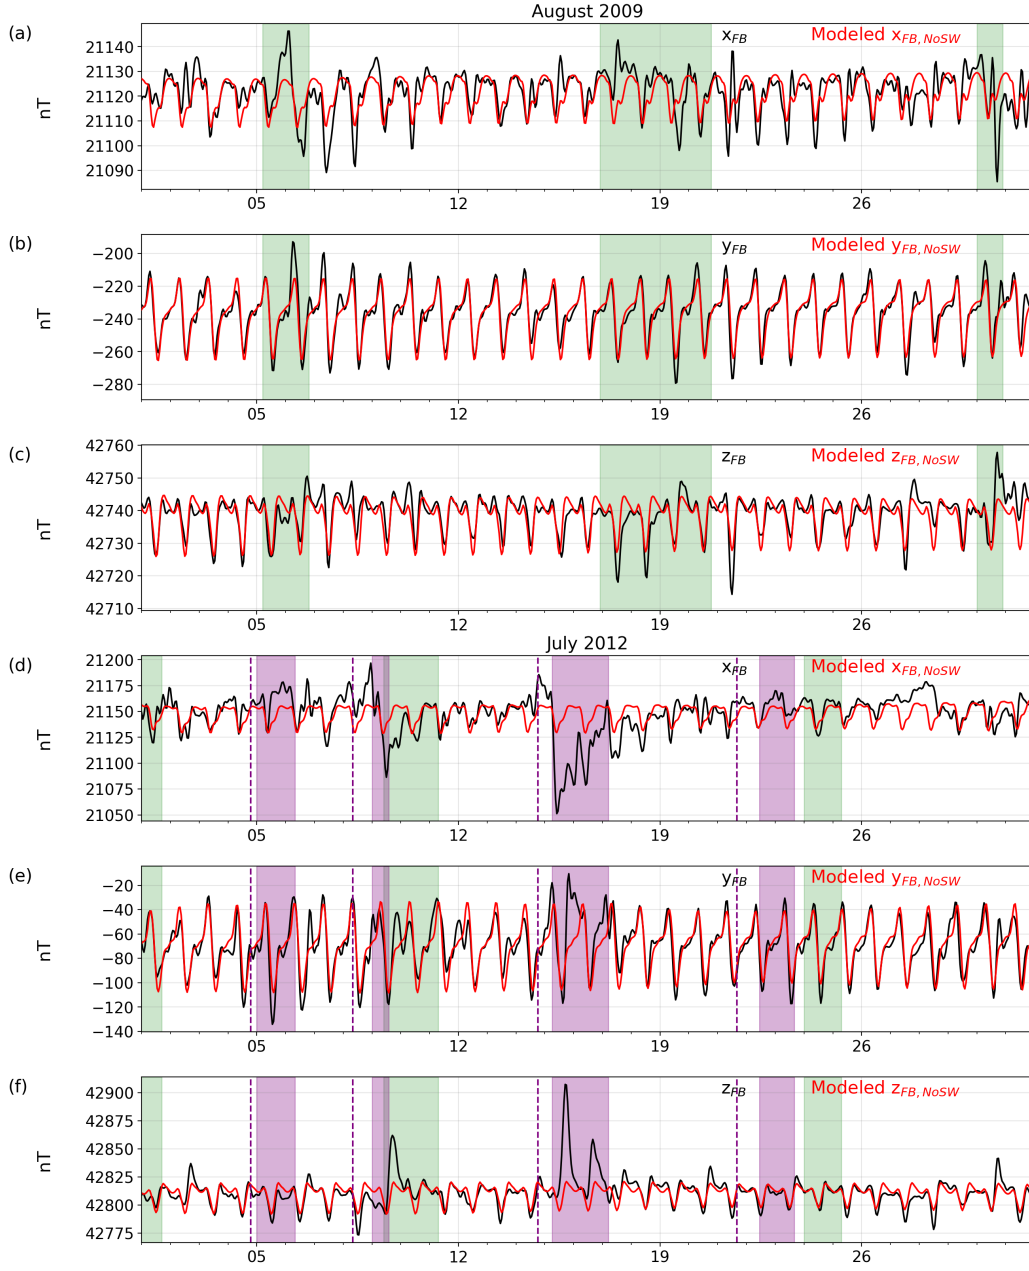 August 2009
(a)
x_FB Modeled x_FB, NoSW
nT
21140
21130
21120
21110
21100
21090
05 12 19 26
(b)
y_FB Modeled y_FB, NoSW
nT
−200
−220
−240
−260
−280
05 12 19 26
(c)
z_FB Modeled z_FB, NoSW
nT
42760
42750
42740
42730
42720
42710
05 12 19 26
July 2012
(d)
x_FB Modeled x_FB, NoSW
nT
21200
21175
21150
21125
21100
21075
21050
05 12 19 26
(e)
y_FB Modeled y_FB, NoSW
nT
−20
−40
−60
−80
−100
−120
−140
05 12 19 26
(f)
z_FB Modeled z_FB, NoSW
nT
42900
42875
42850
42825
42800
42775
05 12 19 26